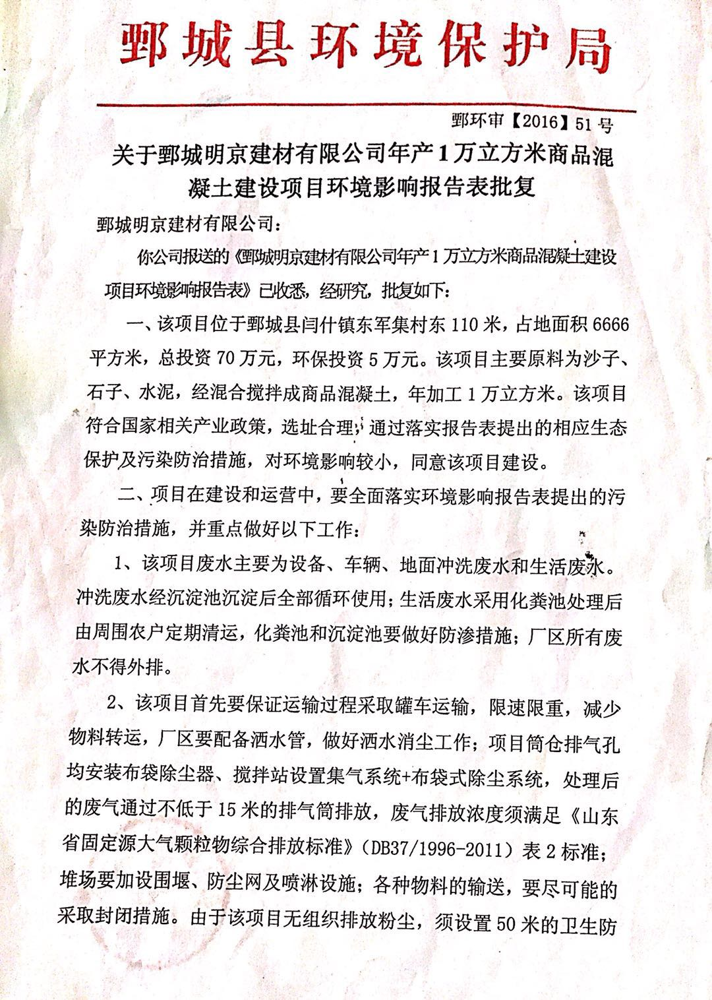 鄄城县环境保护局
鄄环审【2016】51号
关于鄄城明京建材有限公司年产1万立方米商品混
凝土建设项目环境影响报告表批复
鄄城明京建材有限公司：
你公司报送的《鄄城明京建材有限公司年产1万立方米商品混凝土建设
项目环境影响报告表》已收悉，经研究，批复如下：
一、该项目位于鄄城县闫什镇东军集村东110米，占地面积6666
平方米，总投资70万元，环保投资5万元。该项目主要原料为沙子、
石子、水泥，经混合搅拌成商品混凝土，年加工1万立方米。该项目
符合国家相关产业政策，选址合理，通过落实报告表提出的相应生态
保护及污染防治措施，对环境影响较小，同意该项目建设。
二、项目在建设和运营中，要全面落实环境影响报告表提出的污
染防治措施，并重点做好以下工作：
1、该项目废水主要为设备、车辆、地面冲洗废水和生活废水。
冲洗废水经沉淀池沉淀后全部循环使用；生活废水采用化粪池处理后
由周围农户定期清运，化粪池和沉淀池要做好防渗措施；厂区所有废
水不得外排。
2、该项目首先要保证运输过程采取罐车运输，限速限重，减少
物料转运，厂区要配备洒水管，做好洒水消尘工作；项目筒仓排气孔
均安装布袋除尘器、搅拌站设置集气系统+布袋式除尘系统，处理后
的废气通过不低于15米的排气筒排放，废气排放浓度须满足《山东
省固定源大气颗粒物综合排放标准》（DB37/1996-2011）表2标准；
堆场要加设围堰、防尘网及喷淋设施；各种物料的输送，要尽可能的
采取封闭措施。由于该项目无组织排放粉尘，须设置50米的卫生防